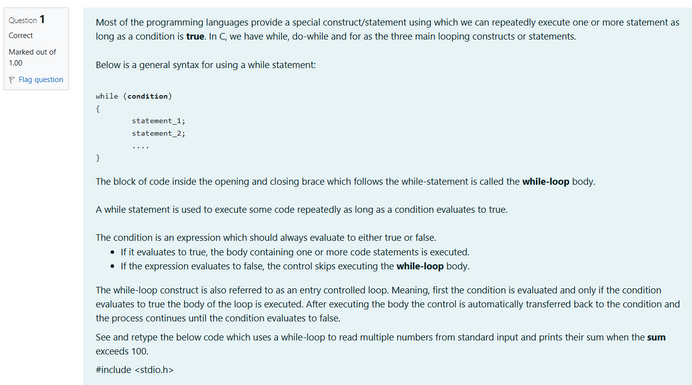 Question 1
Correct
Marked out of
1.00
Flag question
Most of the programming languages provide a special construct/statement using which we can repeatedly execute one or more statement as
long as a condition is true. In C, we have while, do-while and for as the three main looping constructs or statements.
Below is a general syntax for using a while statement:
while (condition)
{
statement_1;
statement_2;
....
}
The block of code inside the opening and closing brace which follows the while-statement is called the while-loop body.
A while statement is used to execute some code repeatedly as long as a condition evaluates to true.
The condition is an expression which should always evaluate to either true or false.
• If it evaluates to true, the body containing one or more code statements is executed.
• If the expression evaluates to false, the control skips executing the while-loop body.
The while-loop construct is also referred to as an entry controlled loop. Meaning, first the condition is evaluated and only if the condition
evaluates to true the body of the loop is executed. After executing the body the control is automatically transferred back to the condition and
the process continues until the condition evaluates to false.
See and retype the below code which uses a while-loop to read multiple numbers from standard input and prints their sum when the sum
exceeds 100.
#include <stdio.h>